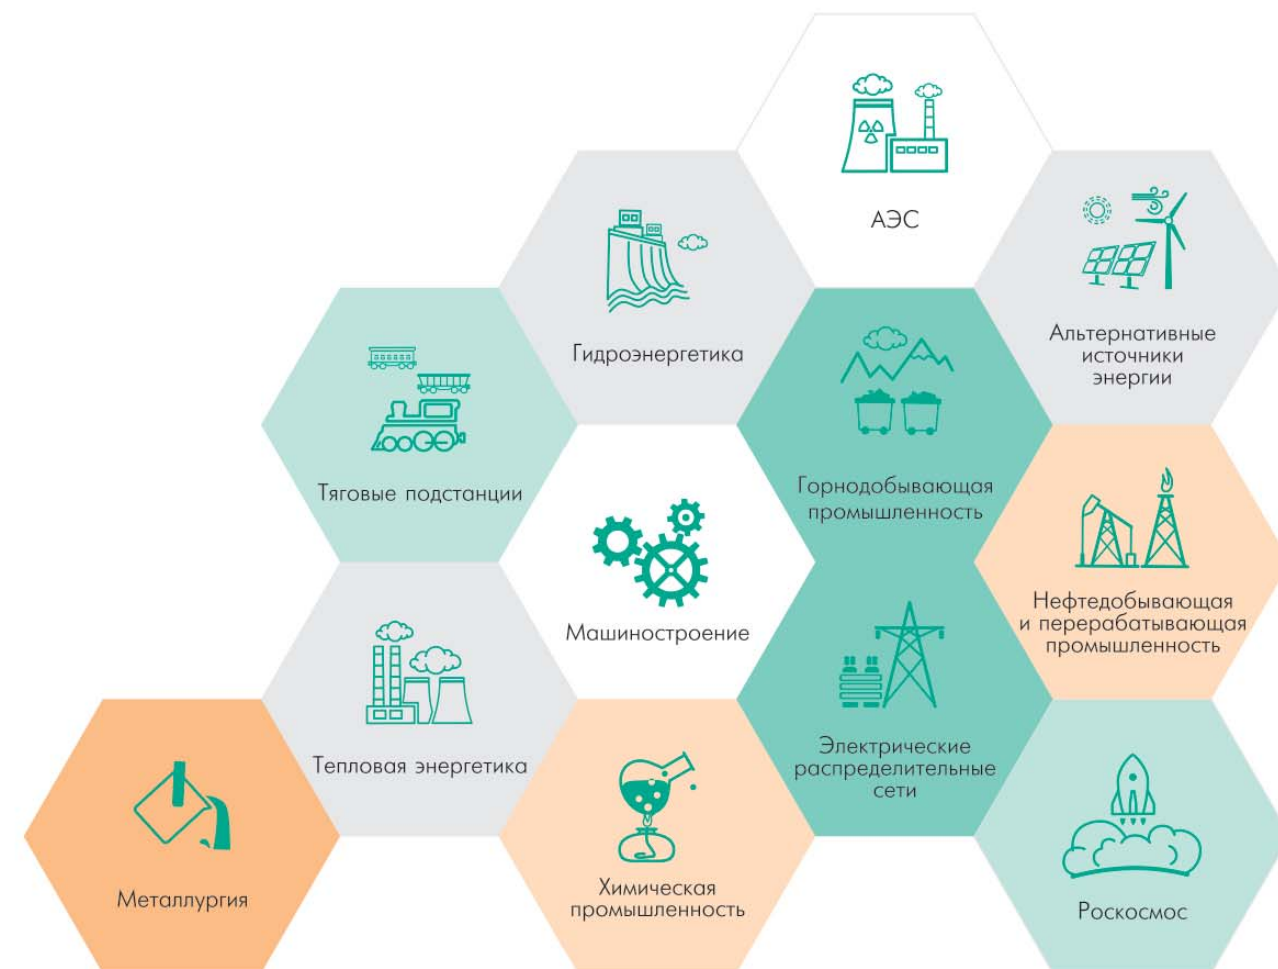 АЭС
Гидроэнергетика
Альтернативные
источники
энергии
Тяговые подстанции
Горнодобывающая
промышленность
Машиностроение
Нефтедобывающая
и перерабатывающая
промышленность
Тепловая энергетика
Электрические
распределительные
сети
Металлургия
Химическая
промышленность
Роскосмос